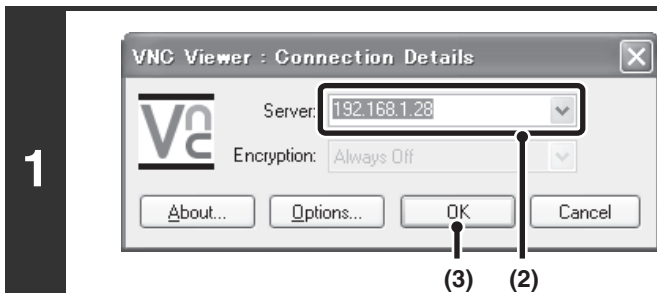 1
VNC Viewer : Connection Details
VNC
Server: 192.168.1.28
Encryption: Always Off
About... Options... OK Cancel
(3) (2)